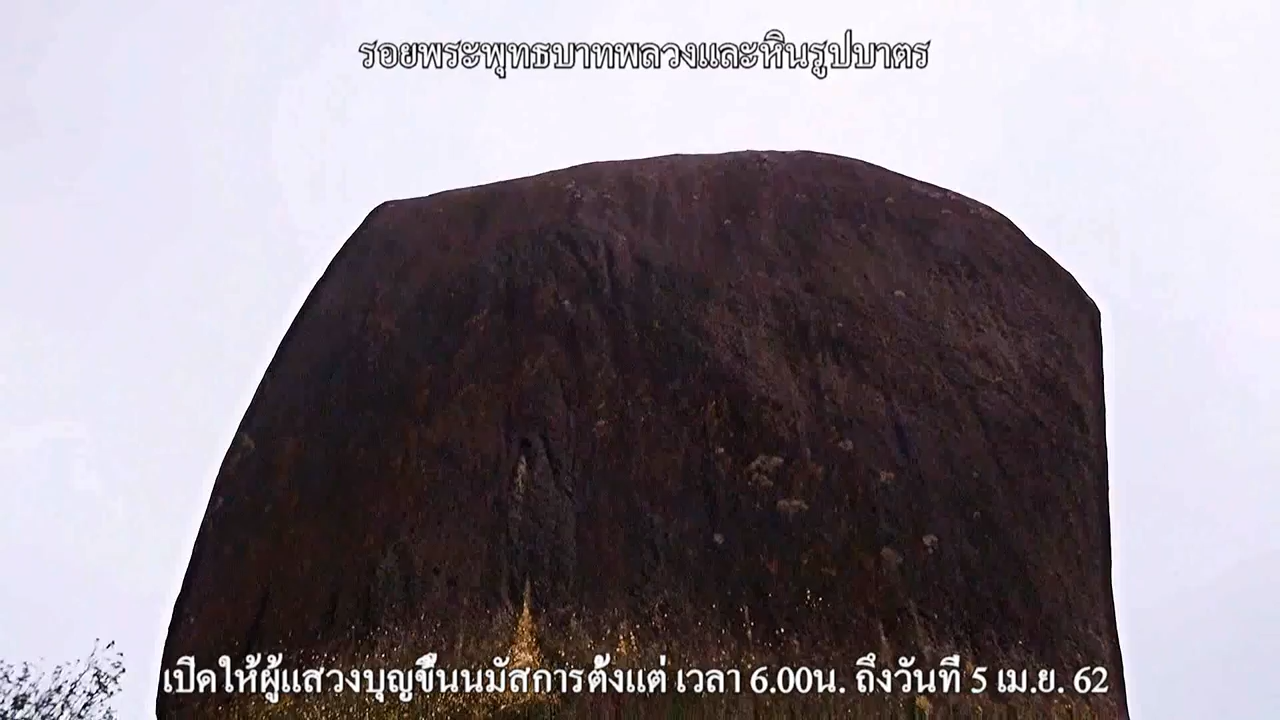 รอยพระพุทธบาทพลวงและหินรูปบาตร
เปิดให้ผู้แสวงบุญขึ้นนมัสการตั้งแต่ เวลา 6.00น. ถึงวันที่ 5 เม.ย. 62